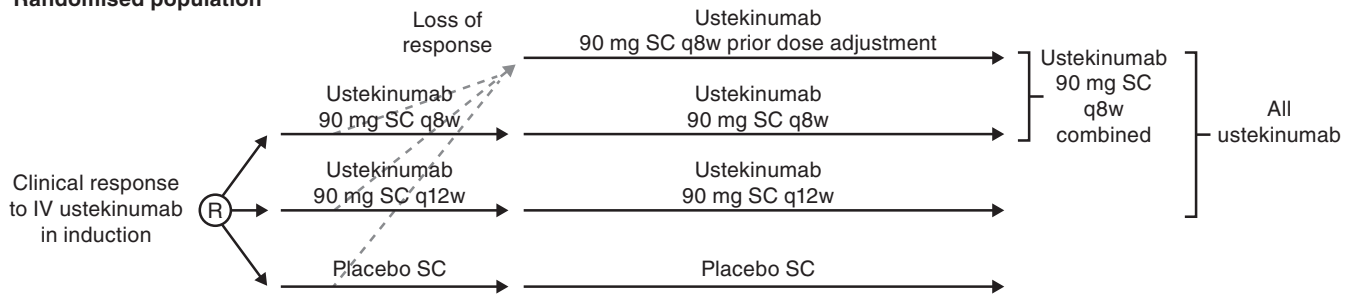 Randomised population
Loss of
response
Ustekinumab
90 mg SC q8w prior dose adjustment
Ustekinumab
90 mg SC q8w
Ustekinumab
90 mg SC q8w
Ustekinumab
90 mg SC
q8w
combined
All
ustekinumab
Clinical response
to IV ustekinumab
in induction
R
Ustekinumab
90 mg SC q12w
Ustekinumab
90 mg SC q12w
Placebo SC
Placebo SC